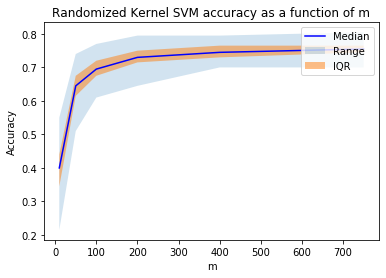 Randomized Kernel SVM accuracy as a function of m
Median
Range
IQR
Accuracy
0.8
0.7
0.6
0.5
0.4
0.3
0.2
0 100 200 300 400 500 600 700
m